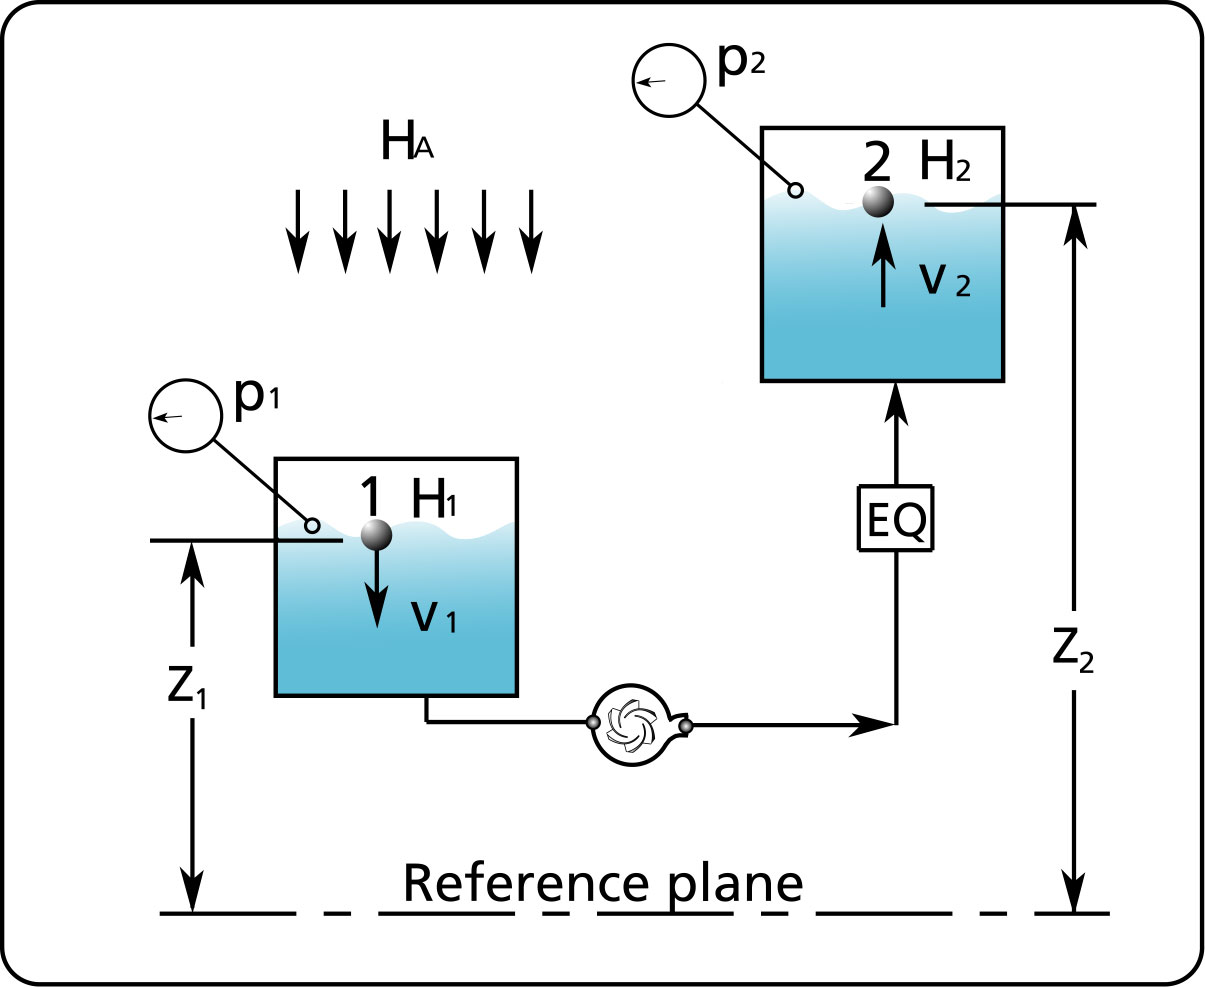 p2
HA
2 H2
v 2
p1
1 H1
EQ
v 1
Z2
Z1
Reference plane